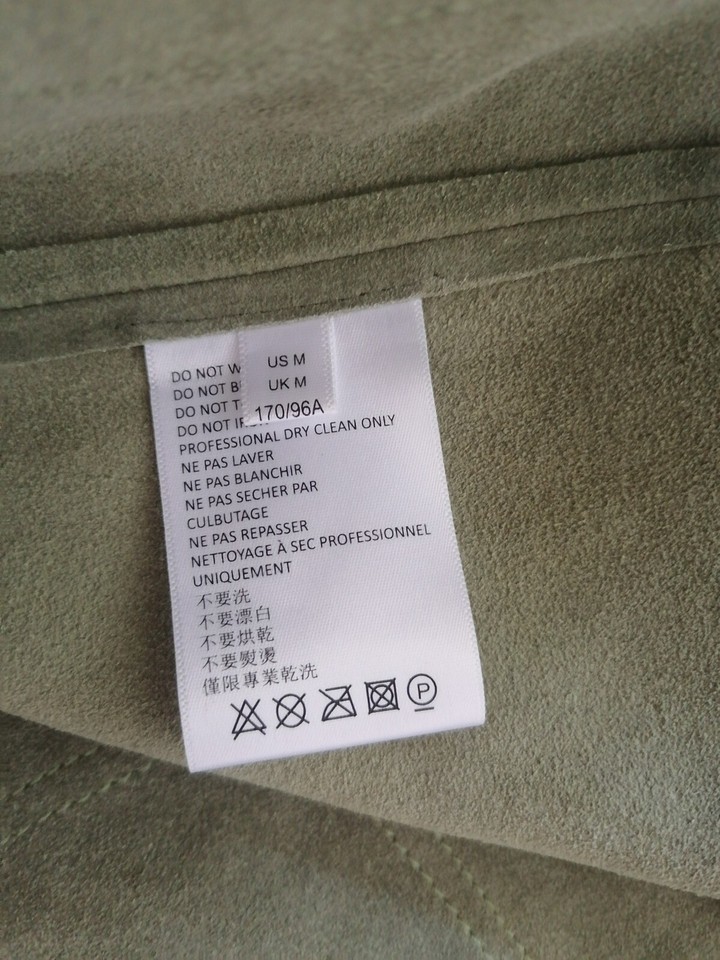 US M
UK M
170/96A
DO NOT
DO NOT
DO NOT
DO NOT
PROFESSIONAL DRY CLEAN ONLY
NE PAS LAVER
NE PAS BLANCHIR
NE PAS SECHER PAR
CULBUTAGE
NE PAS REPASSER
NETTOYAGE À SEC PROFESSIONNEL
UNIQUEMENT
不要洗
不要漂白
不要烘乾
不要熨燙
僅限專業乾洗
P